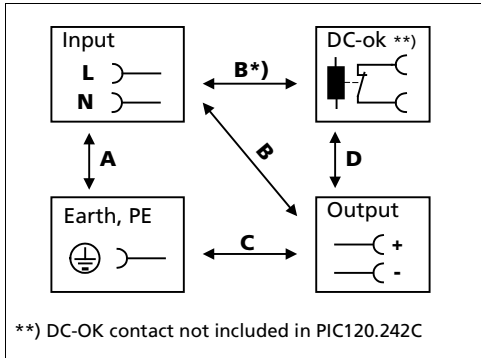 Input
L
N
DC-ok **)
B*)
A
B
D
Earth, PE
C
Output
+
-
**) DC-OK contact not included in PIC120.242C